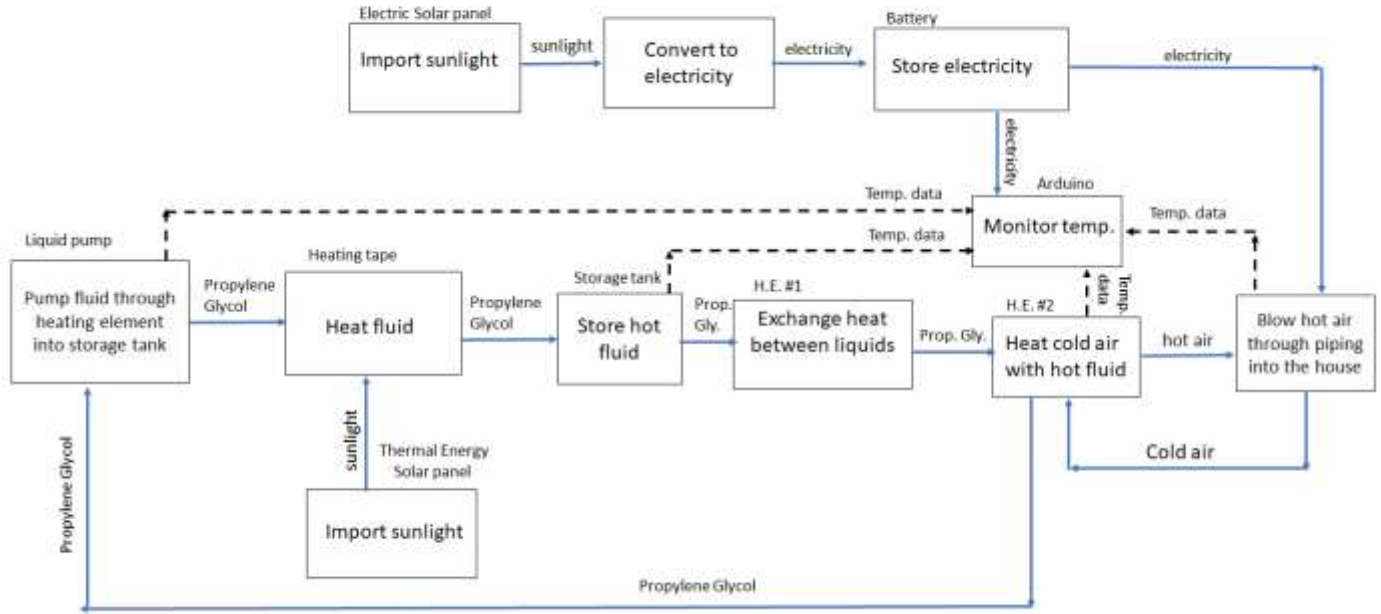 Electric Solar panel
Import sunlight
sunlight
Convert to
electricity
electricity
Battery
Store electricity
electricity
electricity
Arduino
Monitor temp.
Temp. data
Temp. data
Temp. data
Temp.
data
Liquid pump
Pump fluid through
heating element
into storage tank
Propylene
Glycol
Heating tape
Heat fluid
Propylene
Glycol
Storage tank
Store hot
fluid
Prop.
Gly.
H.E. #1
Exchange heat
between liquids
Prop. Gly.
H.E. #2
Heat cold air
with hot fluid
hot air
Blow hot air
through piping
into the house
Cold air
sunlight
Thermal Energy
Solar panel
Import sunlight
Propylene Glycol
Propylene Glycol